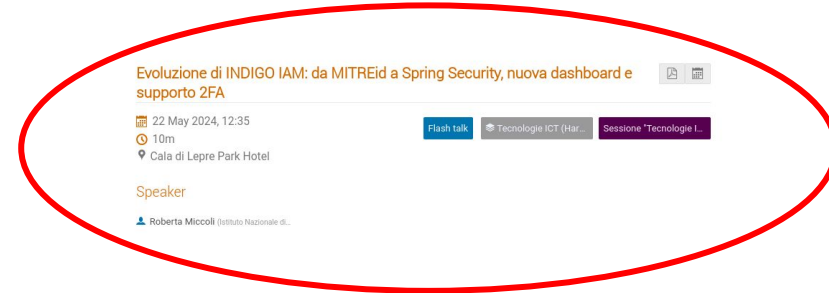 Evoluzione di INDIGO IAM: da MITREid a Spring Security, nuova dashboard e
supporto 2FA
22 May 2024, 12:35
10m
Cala di Lepre Park Hotel
Flash talk
Tecnologie ICT (Har...
Sessione "Tecnologie I...
Speaker
Roberta Miccoli (Istituto Nazionale di...